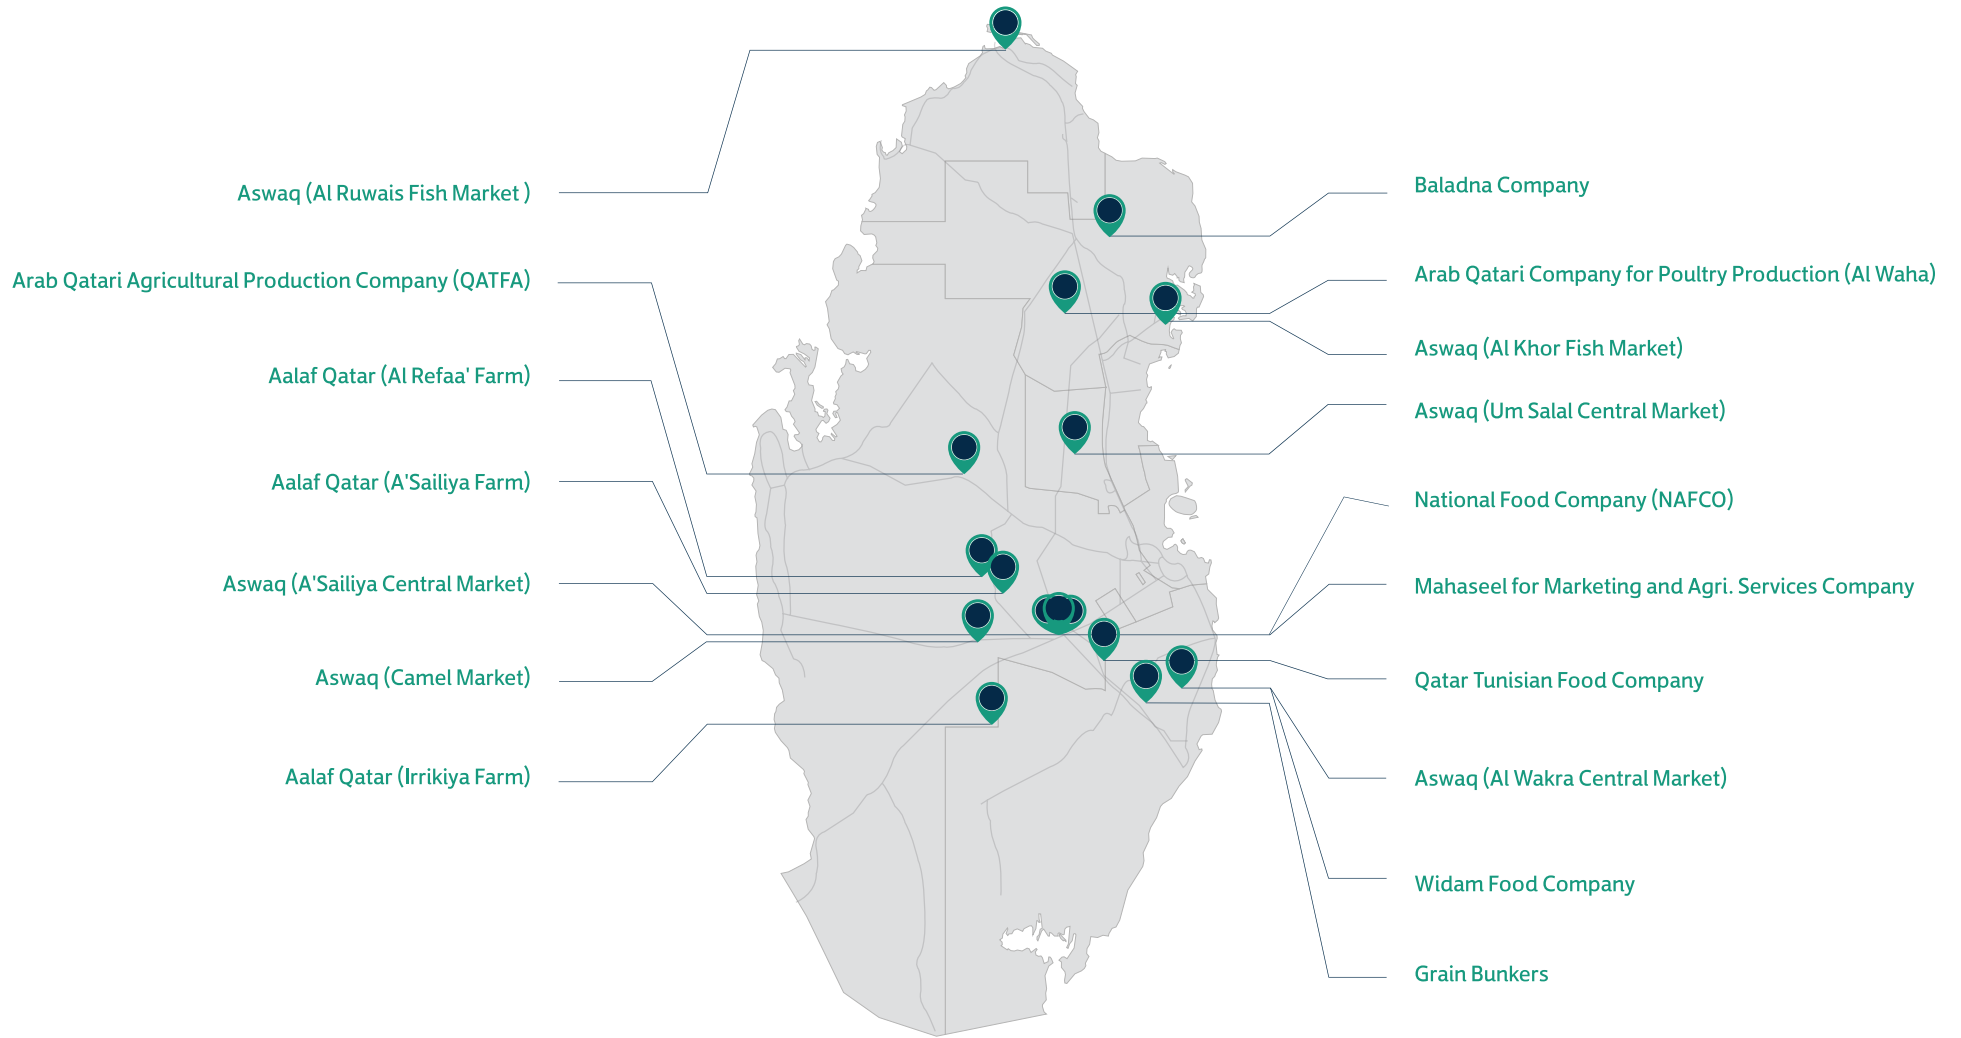 Aswaq (Al Ruwais Fish Market )
Arab Qatari Agricultural Production Company (QATFA)
Aalaf Qatar (Al Refaa' Farm)
Aalaf Qatar (A'Sailiya Farm)
Aswaq (A'Sailiya Central Market)
Aswaq (Camel Market)
Aalaf Qatar (Irrikiya Farm)
Baladna Company
Arab Qatari Company for Poultry Production (Al Waha)
Aswaq (Al Khor Fish Market)
Aswaq (Um Salal Central Market)
National Food Company (NAFCO)
Mahaseel for Marketing and Agri. Services Company
Qatar Tunisian Food Company
Aswaq (Al Wakra Central Market)
Widam Food Company
Grain Bunkers